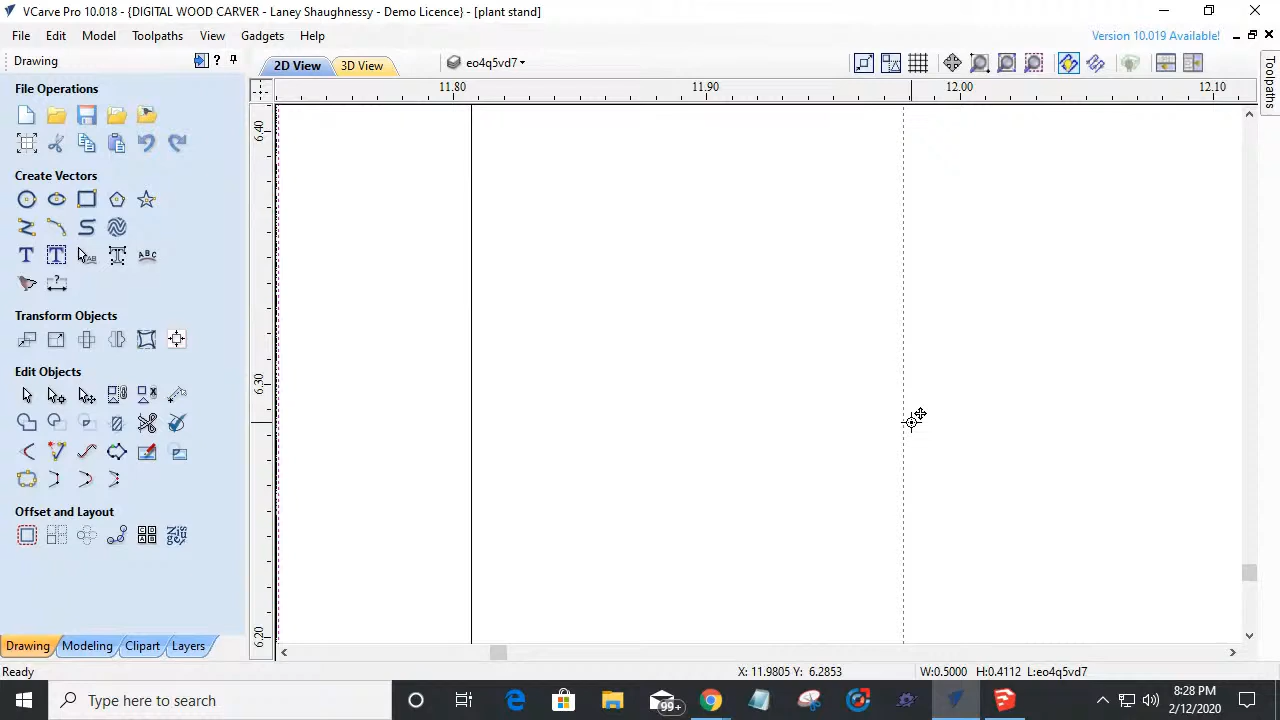 VCarve Pro 10.018 - {DIGITAL WOOD CARVER - Laney Shaughnessy - Demo Licence} - [plant stand]
File Edit Model Toolpaths View Gadgets Help Version 10.019 Available!
Drawing
2D View 3D View eo4q5vd7
Toolpaths
11.80 11.90 12.00 12.10
File Operations
6.40
Create Vectors
T T AB T ABC
?
Transform Objects
Edit Objects
6.30
Offset and Layout
6.20
Drawing Modeling Clipart Layers
Ready X: 11.9805 Y: 6.2853 W:0.5000 H:0.4112 L:eo4q5vd7
Type here to search 99+ 8:28 PM
2/12/2020